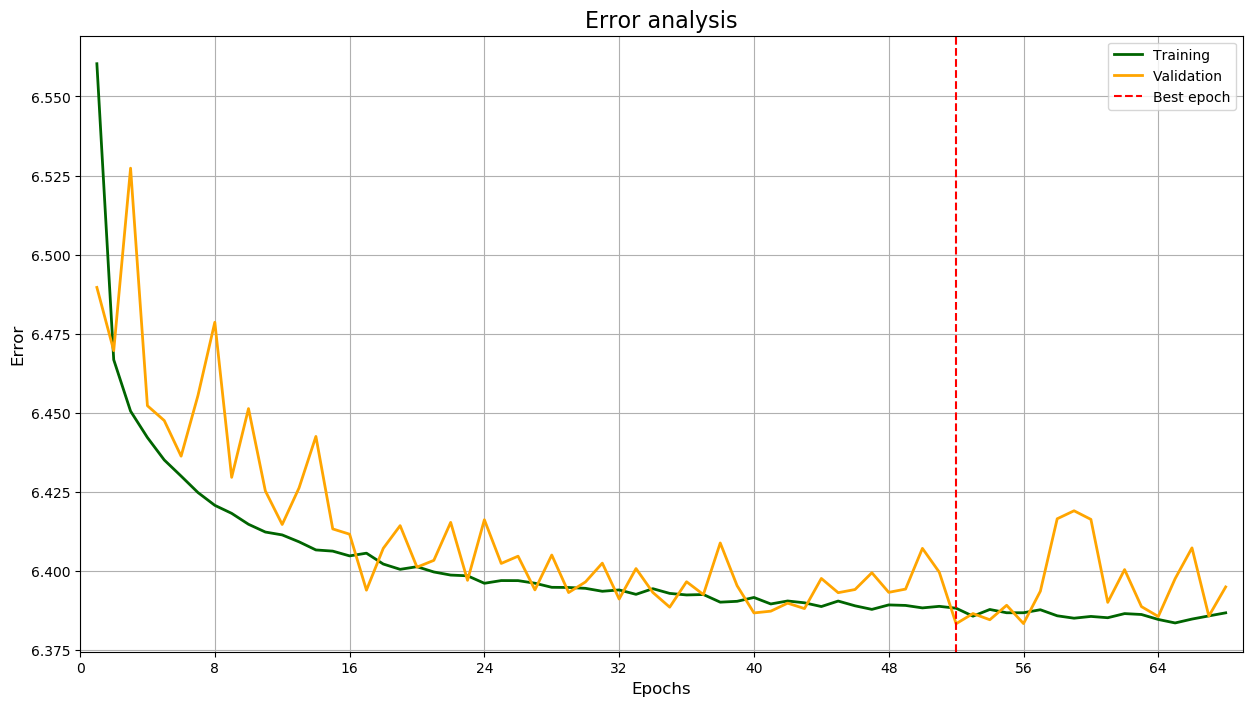 Error analysis
Training
Validation
Best epoch
Error
6.550
6.525
6.500
6.475
6.450
6.425
6.400
6.375
0 8 16 24 32 40 48 56 64
Epochs